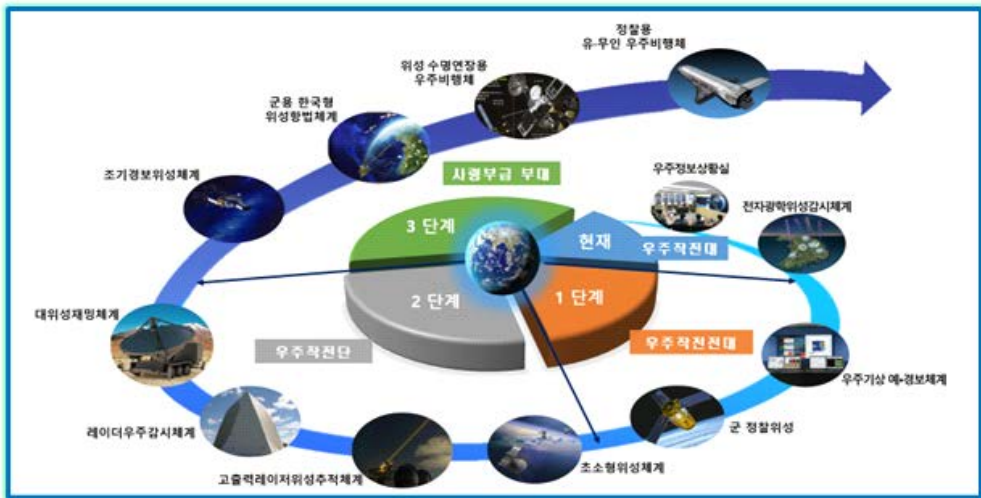 정찰용
유·무인 우주비행체
위성 수명연장용
우주비행체
군용 한국형
위성항법체계
조기경보위성체계
사령부급 부대
우주정보상황실
전자광학위성감시체계
3 단계
현재
우주작전대
2 단계
1 단계
대위성재밍체계
우주작전단
우주작전전대
우주기상 예•경보체계
레이더우주감시체계
군 정찰위성
고출력레이저위성추적체계
초소형위성체계